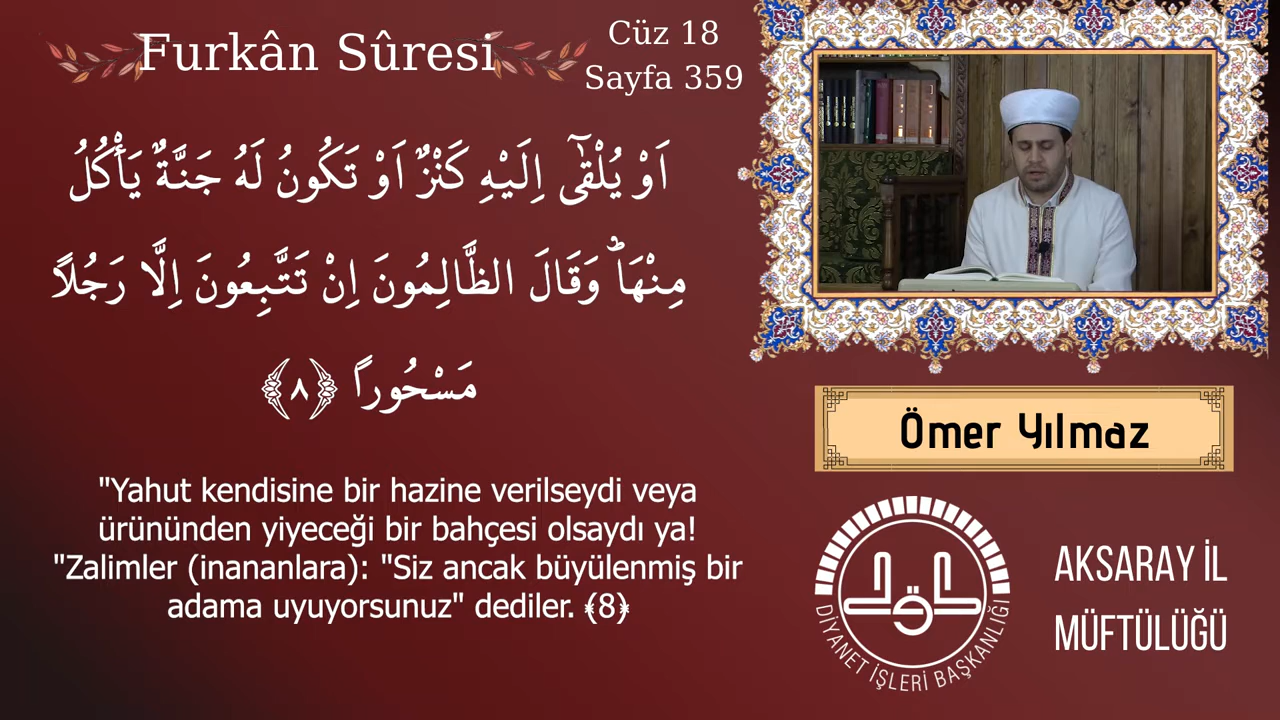 Furkân Sûresi
Cüz 18
Sayfa 359
اَوْ يُلْقٰٓى اِلَيْهِ كَنْزٌ اَوْ تَكُونُ لَهُ جَنَّةٌ يَأْكُلُ
مِنْهَاۜ وَقَالَ الظَّالِمُونَ اِنْ تَتَّبِعُونَ اِلَّا رَجُلاً
مَسْحُوراً ﴿٨﴾
"Yahut kendisine bir hazine verilseydi veya
ürününden yiyeceği bir bahçesi olsaydı ya!
"Zalimler (inananlara): "Siz ancak büyülenmiş bir
adama uyuyorsunuz" dediler. ﴾8﴿
Ömer Yılmaz
DİYANET İŞLERİ BAŞKANLIĞI
AKSARAY İL
MÜFTÜLÜĞÜ